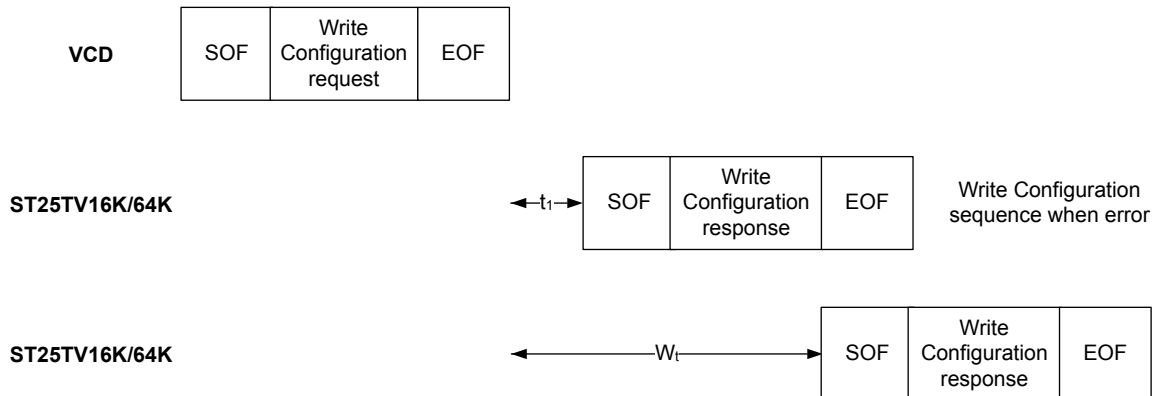 VCD
SOF
Write
Configuration
request
EOF
ST25TV16K/64K
t1
SOF
Write
Configuration
response
EOF
Write Configuration
sequence when error
ST25TV16K/64K
Wt
SOF
Write
Configuration
response
EOF